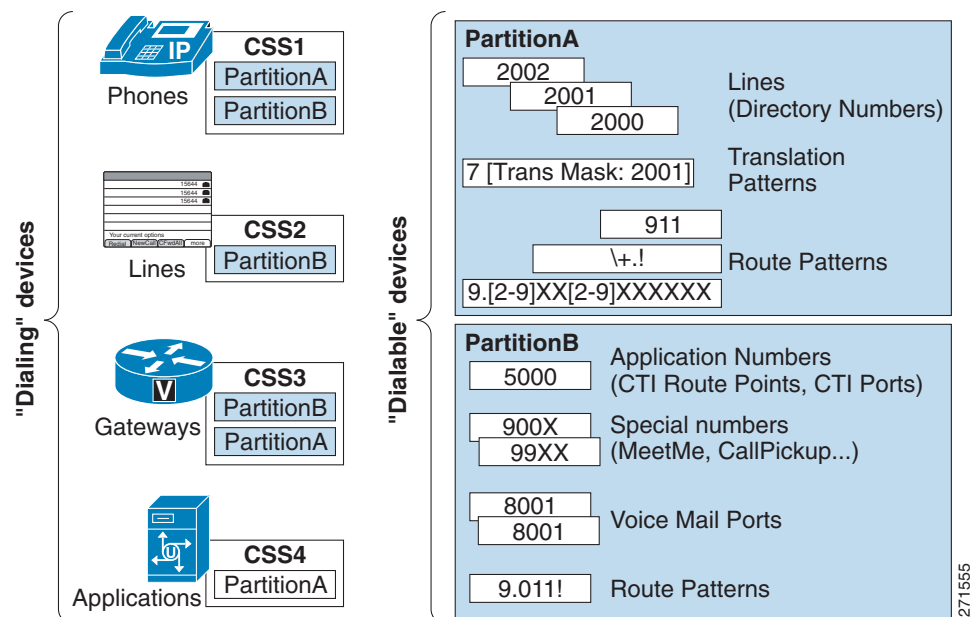 "Dialing" devices
IP
Phones
CSS1
PartitionA
PartitionB
15644
15644
15644
Your current options
Redial NewCall CFwdAll more
Lines
CSS2
PartitionB
V
Gateways
CSS3
PartitionB
PartitionA
U
Applications
CSS4
PartitionA
"Dialable" devices
PartitionA
2002
2001
2000
Lines
(Directory Numbers)
7 [Trans Mask: 2001]
Translation
Patterns
911
\+.!
9.[2-9]XX[2-9]XXXXXX
Route Patterns
PartitionB
5000
Application Numbers
(CTI Route Points, CTI Ports)
900X
99XX
Special numbers
(MeetMe, CallPickup...)
8001
8001
Voice Mail Ports
9.011!
Route Patterns
271555